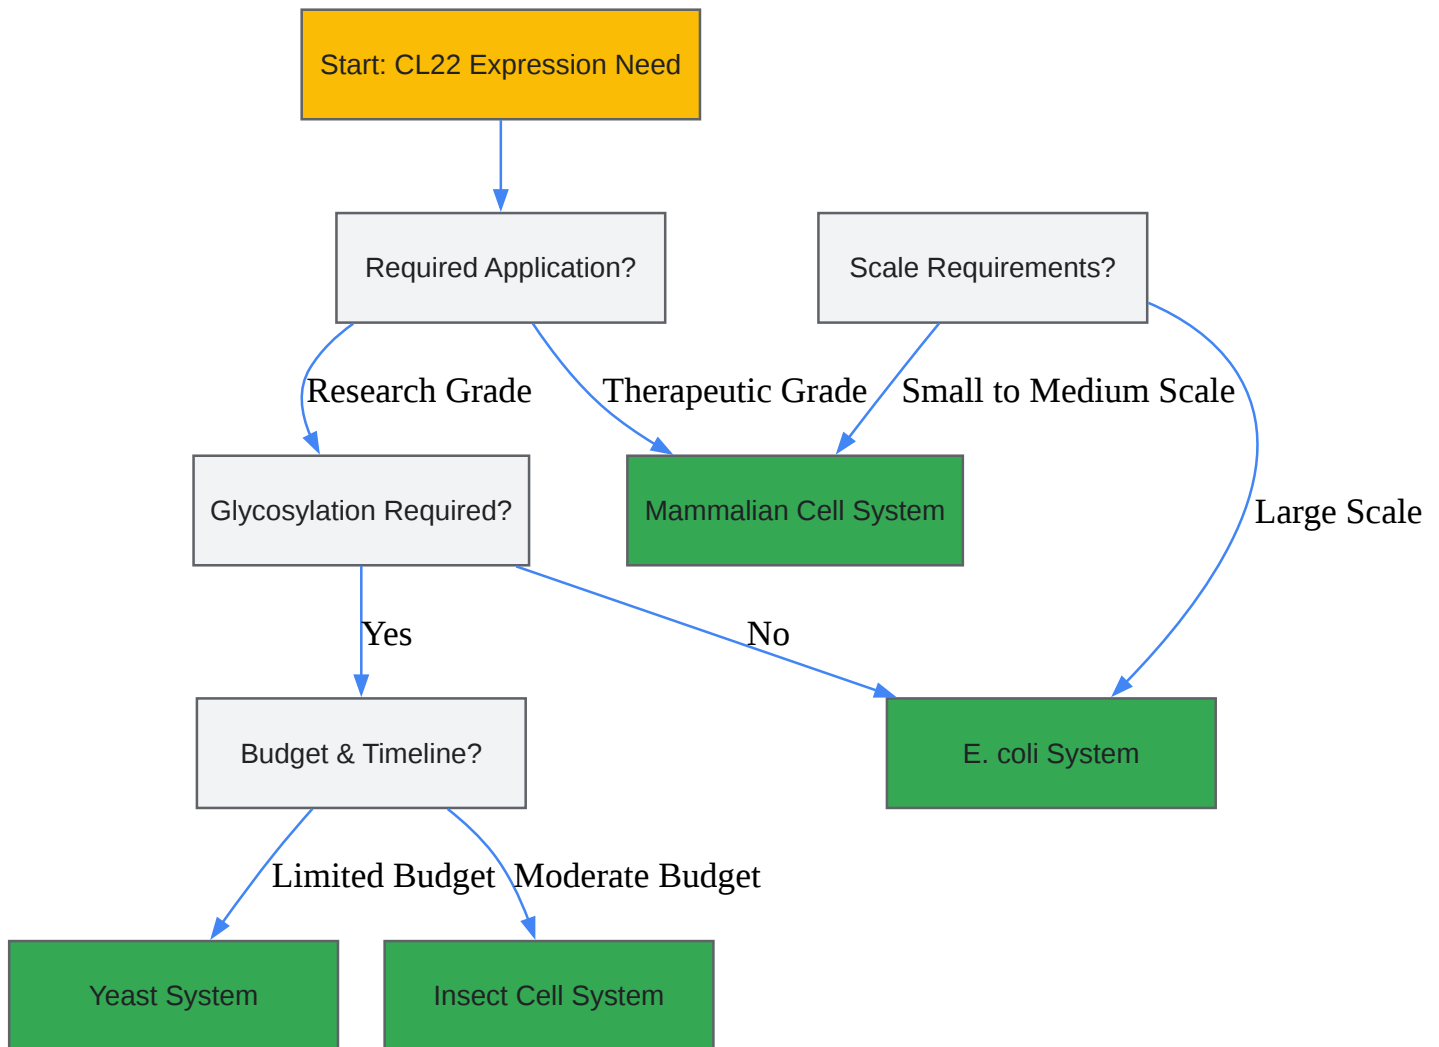 Start: CL22 Expression Need
Required Application?
Scale Requirements?
Research Grade
Therapeutic Grade
Small to Medium Scale
Glycosylation Required?
Mammalian Cell System
Large Scale
Yes
No
Budget & Timeline?
E. coli System
Limited Budget
Moderate Budget
Yeast System
Insect Cell System